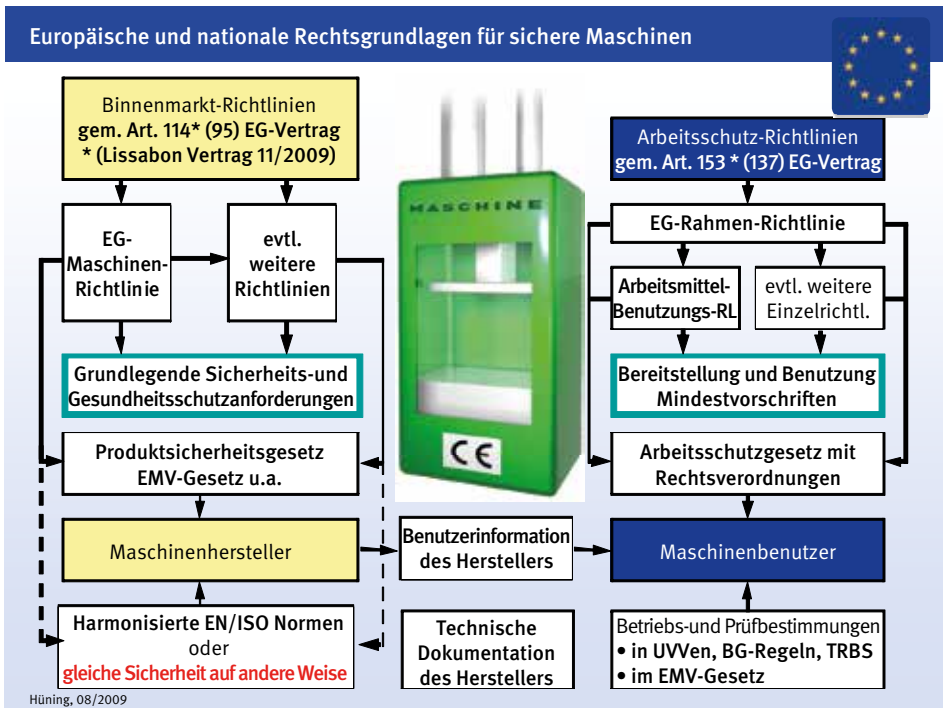 Europäische und nationale Rechtsgrundlagen für sichere Maschinen
Binnenmarkt-Richtlinien
gem. Art. 114* (95) EG-Vertrag
* (Lissabon Vertrag 11/2009)
Arbeitsschutz-Richtlinien
gem. Art. 153 * (137) EG-Vertrag
MASCHINE
CE
EG-
Maschinen-
Richtlinie
evtl.
weitere
Richtlinien
EG-Rahmen-Richtlinie
Arbeitsmittel-
Benutzungs-RL
evtl. weitere
Einzelrichtl.
Grundlegende Sicherheits-und
Gesundheitsschutzanforderungen
Bereitstellung und Benutzung
Mindestvorschriften
Produktsicherheitsgesetz
EMV-Gesetz u.a.
Arbeitsschutzgesetz mit
Rechtsverordnungen
Maschinenhersteller
Benutzerinformation
des Herstellers
Maschinenbenutzer
Harmonisierte EN/ISO Normen
oder
gleiche Sicherheit auf andere Weise
Technische
Dokumentation
des Herstellers
Betriebs-und Prüfbestimmungen
• in UVVen, BG-Regeln, TRBS
• im EMV-Gesetz
Hüning, 08/2009